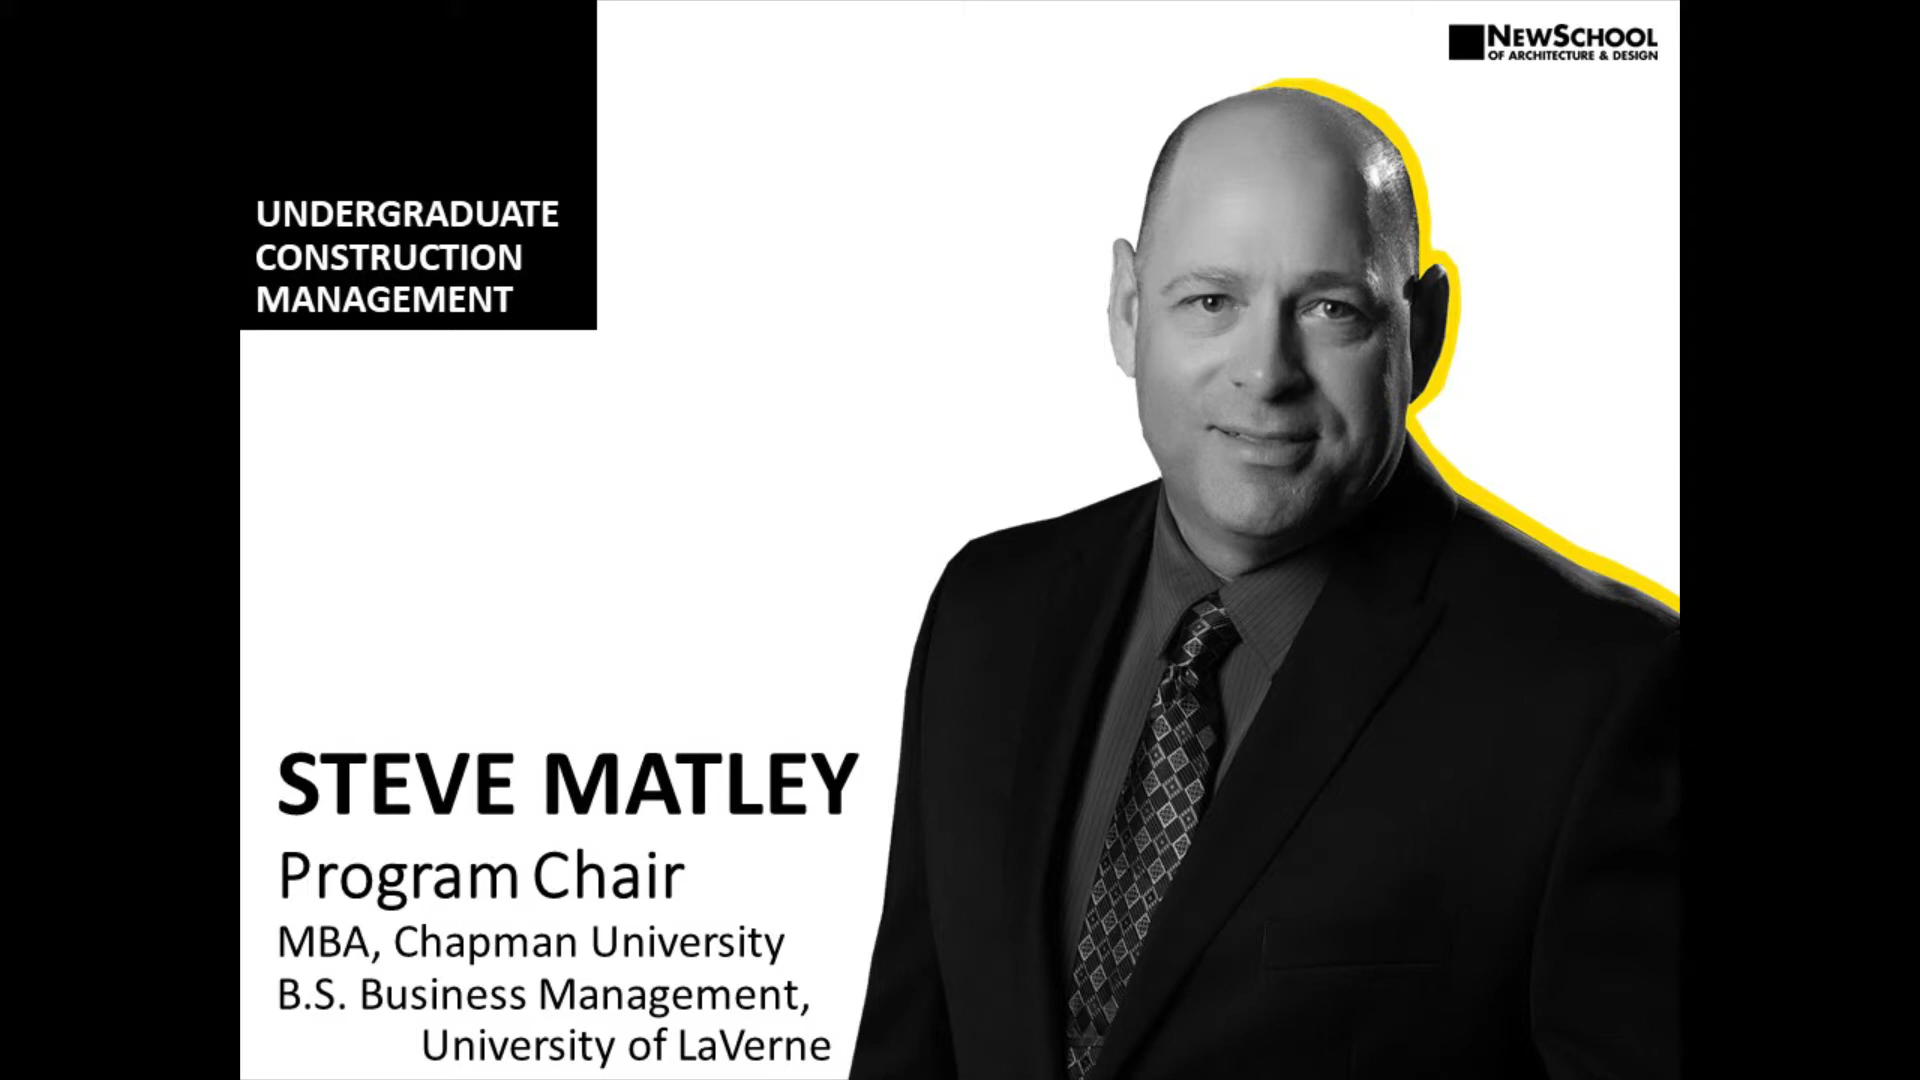 NEWSCHOOL
OF ARCHITECTURE & DESIGN
UNDERGRADUATE
CONSTRUCTION
MANAGEMENT
STEVE MATLEY
Program Chair
MBA, Chapman University
B.S. Business Management,
University of LaVerne